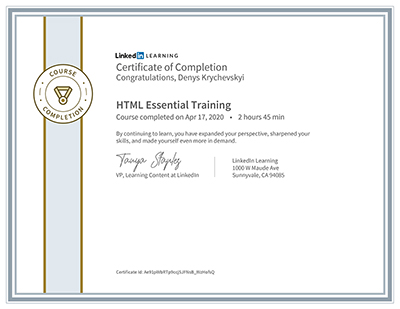 LinkedIn LEARNING
Certificate of Completion
Congratulations, Denys Krychevskyi
COURSE
COMPLETION
HTML Essential Training
Course completed on Apr 17, 2020 • 2 hours 45 min
By continuing to learn, you have expanded your perspective, sharpened your
skills, and made yourself even more in demand.
Tanya Staples
VP, Learning Content at LinkedIn
LinkedIn Learning
1000 W Maude Ave
Sunnyvale, CA 94085
Certificate Id: